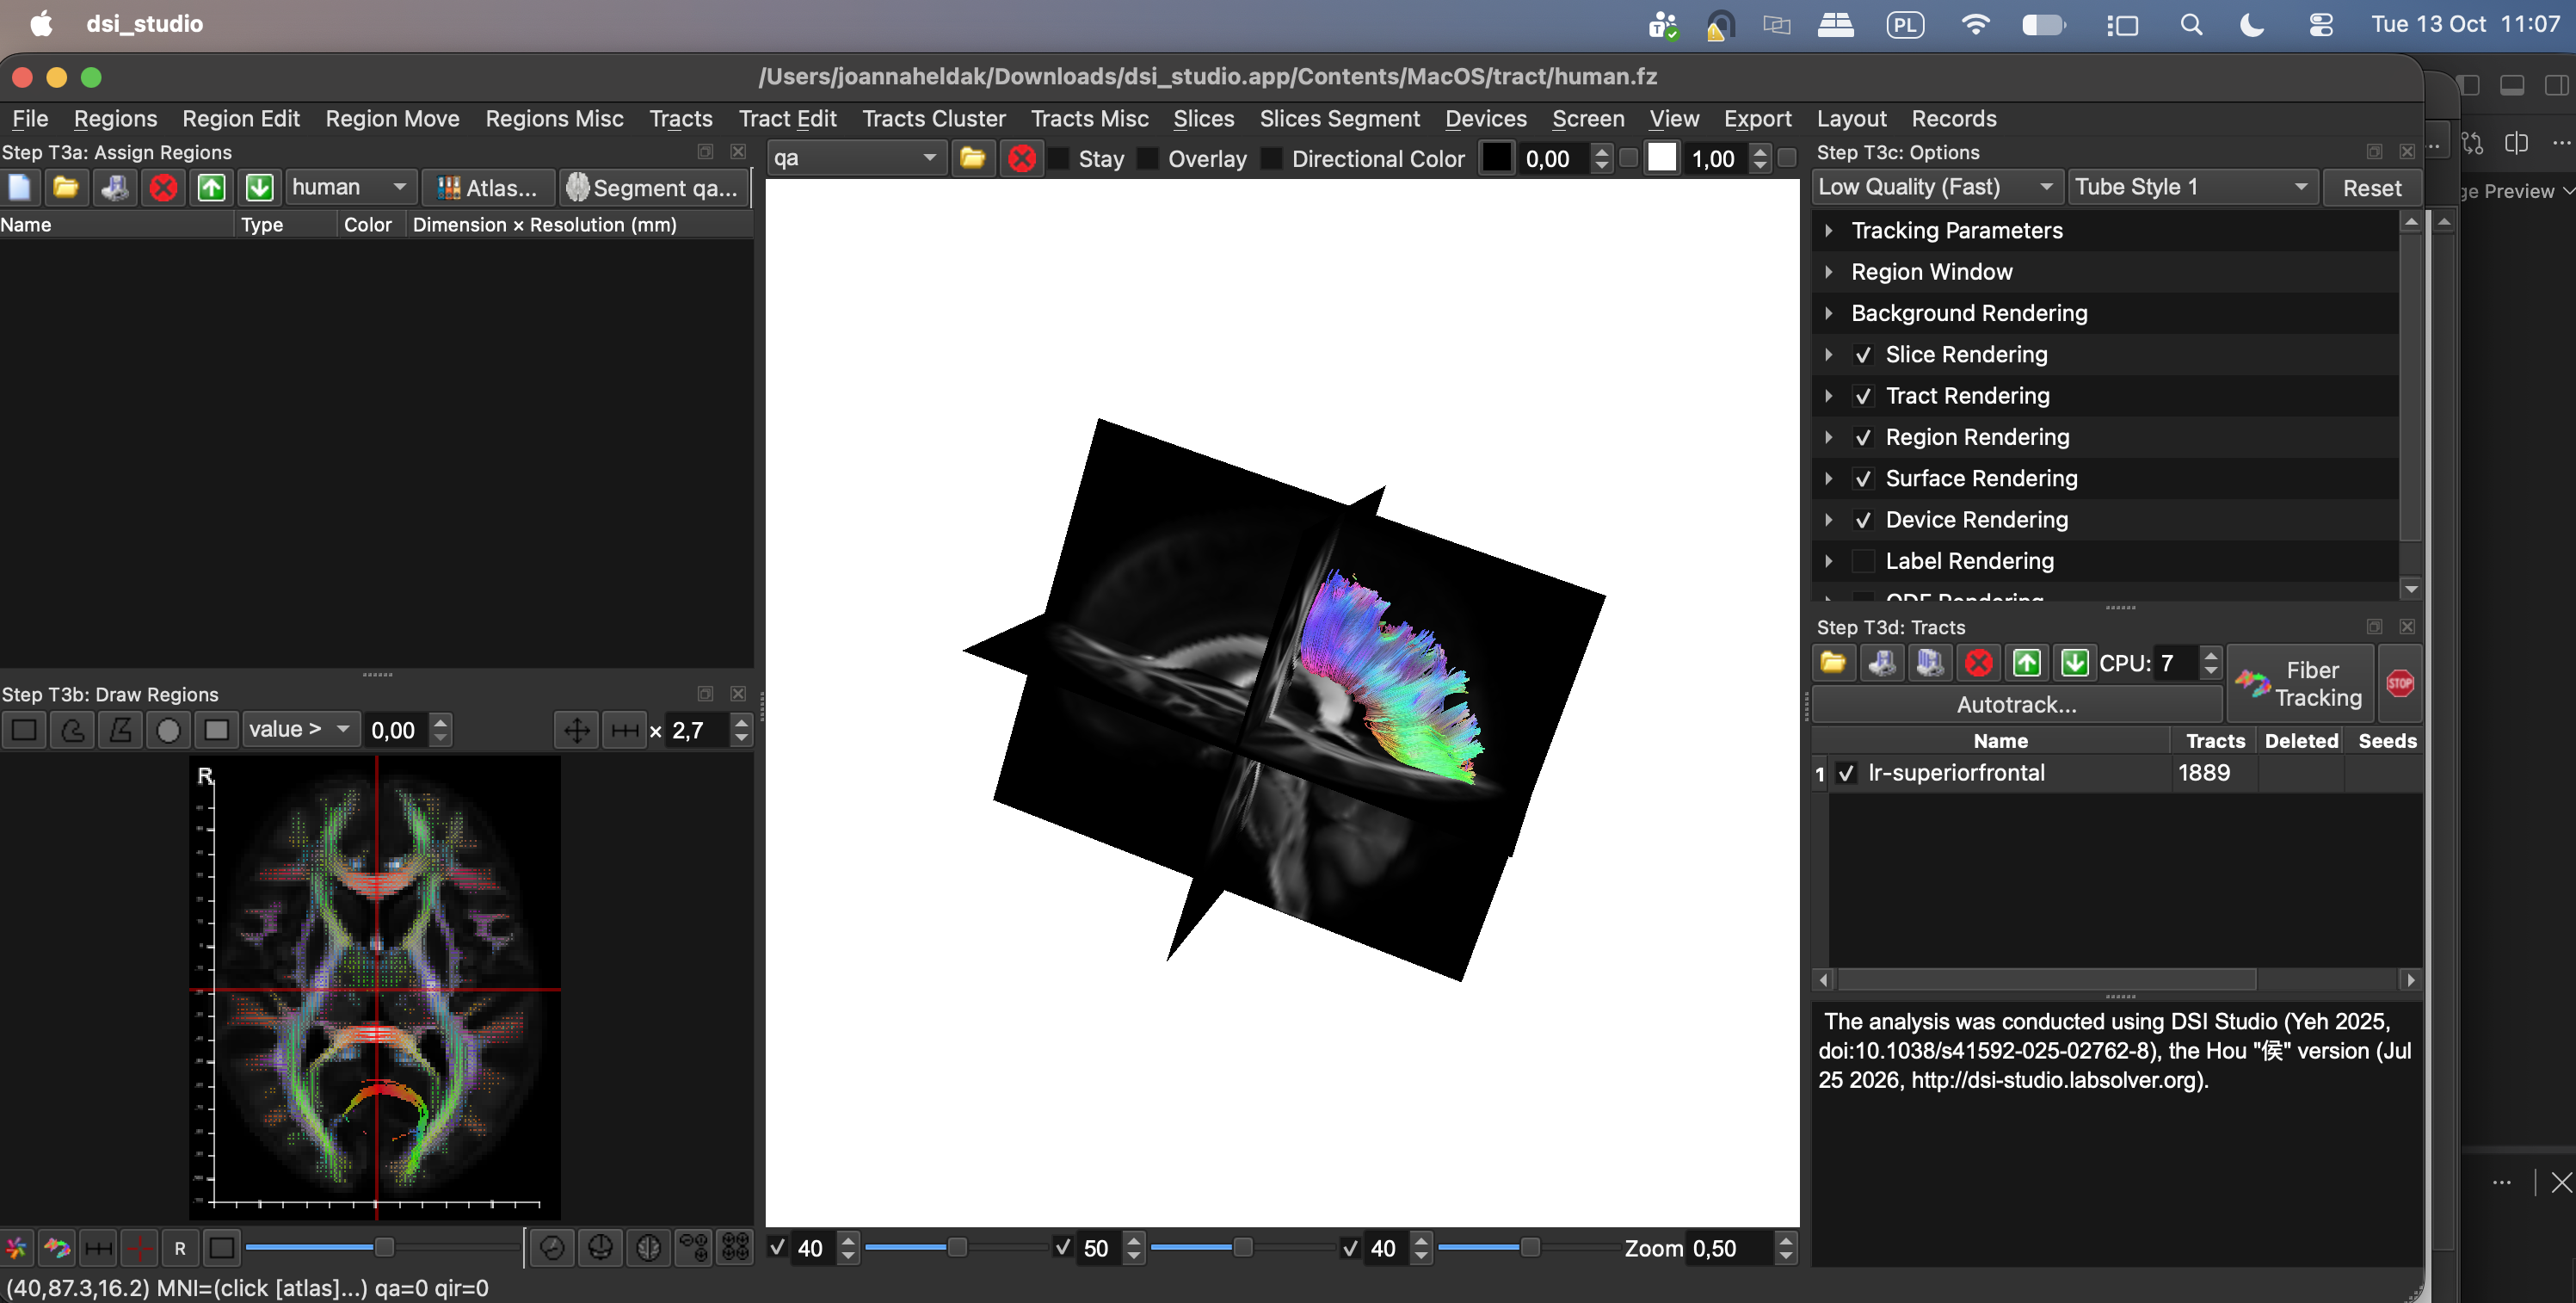 dsi_studio
PL
Tue 13 Oct 11:07
/Users/joannaheldak/Downloads/dsi_studio.app/Contents/MacOS/tract/human.fz
File Regions Region Edit Region Move Regions Misc Tracts Tract Edit Tracts Cluster Tracts Misc Slices Slices Segment Devices Screen View Export Layout Records
Step T3a: Assign Regions
human Atlas... Segment qa...
Name Type Color Dimension × Resolution (mm)
Step T3b: Draw Regions
value > 0,00 × 2,7
R
R
(40,87.3,16.2) MNI=(click [atlas]...) qa=0 qir=0
qa Stay Overlay Directional Color 0,00 1,00
40 50 40 Zoom 0,50
Step T3c: Options
Low Quality (Fast) Tube Style 1 Reset
Tracking Parameters
Region Window
Background Rendering
Slice Rendering
Tract Rendering
Region Rendering
Surface Rendering
Device Rendering
Label Rendering
ODF Rendering
Step T3d: Tracts
CPU: 7 Fiber Tracking STOP
Autotrack...
Name Tracts Deleted Seeds
1 lr-superiorfrontal 1889
The analysis was conducted using DSI Studio (Yeh 2025,
doi:10.1038/s41592-025-02762-8), the Hou "侯" version (Jul
25 2026, http://dsi-studio.labsolver.org).
ge Preview